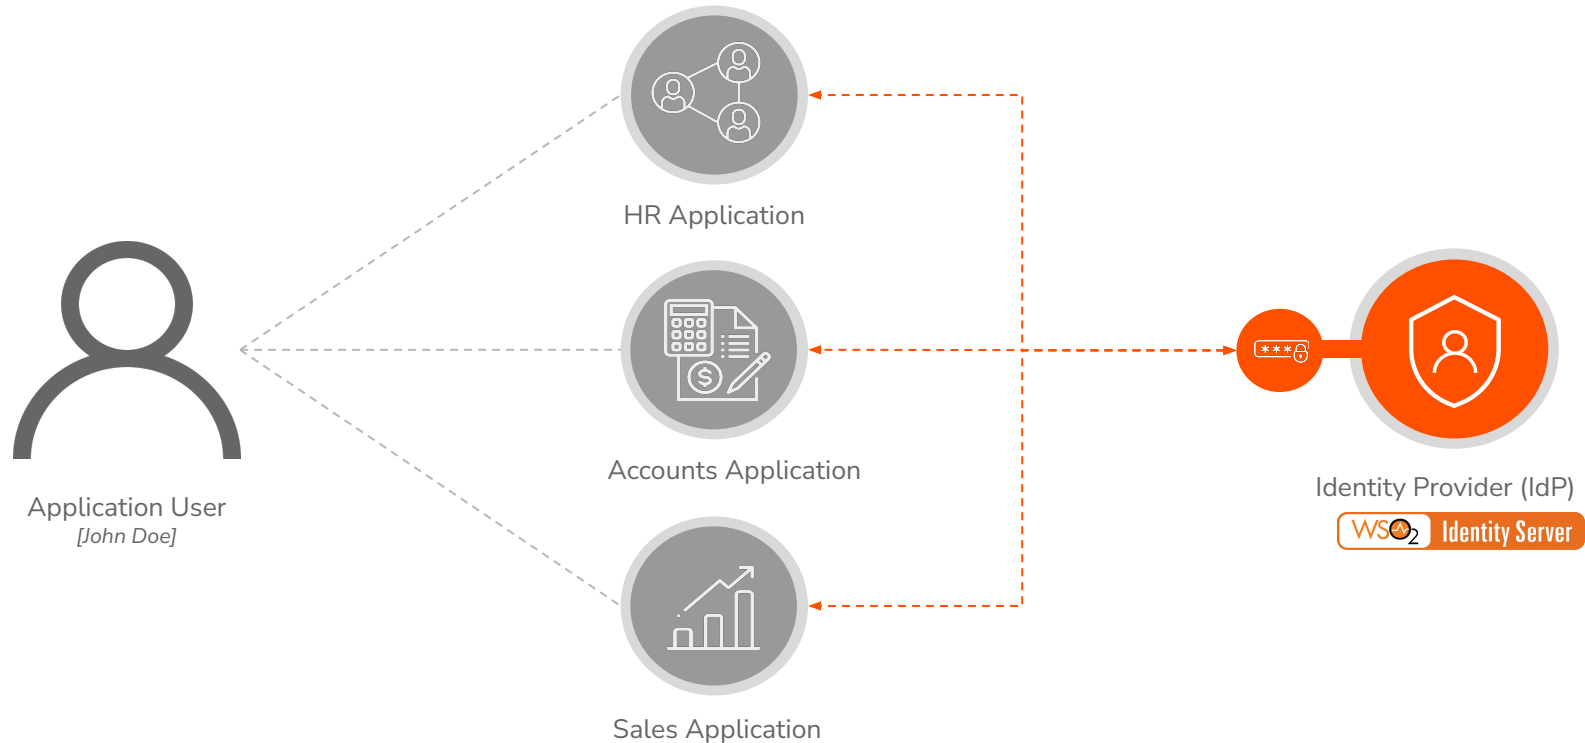 HR Application
Accounts Application
Application User
[John Doe]
Identity Provider (IdP)
WSO2 Identity Server
Sales Application